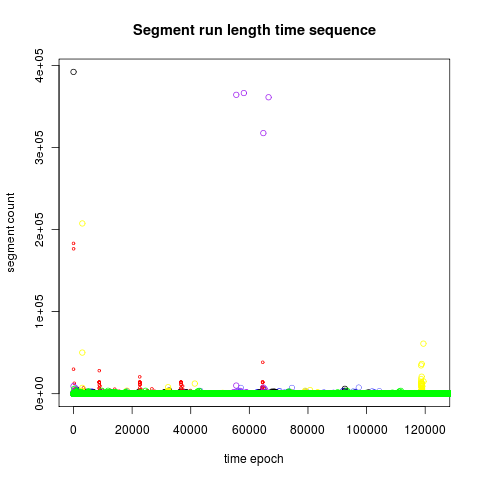 Segment run length time sequence
segment count
4e+05
3e+05
2e+05
1e+05
0e+00
0 20000 40000 60000 80000 100000 120000
time epoch